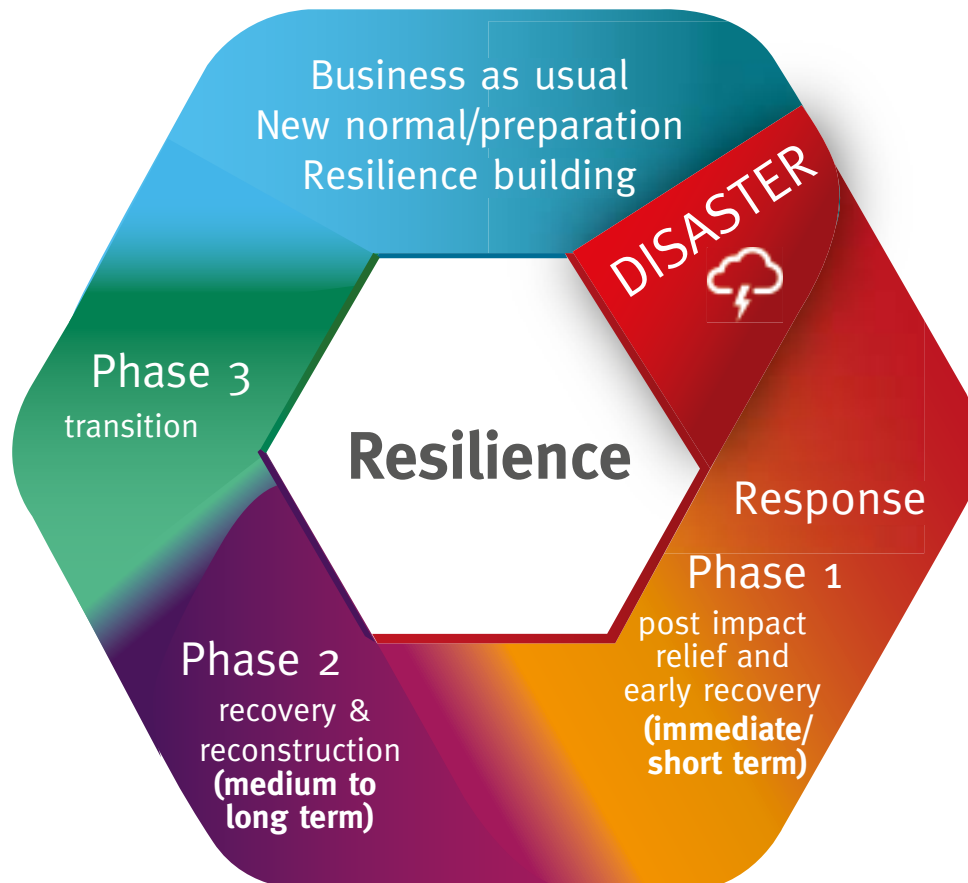 Business as usual
New normal/preparation
Resilience building
DISASTER
Resilience
Response
Phase 1
post impact
relief and
early recovery
(immediate/
short term)
Phase 2
recovery &
reconstruction
(medium to
long term)
Phase 3
transition